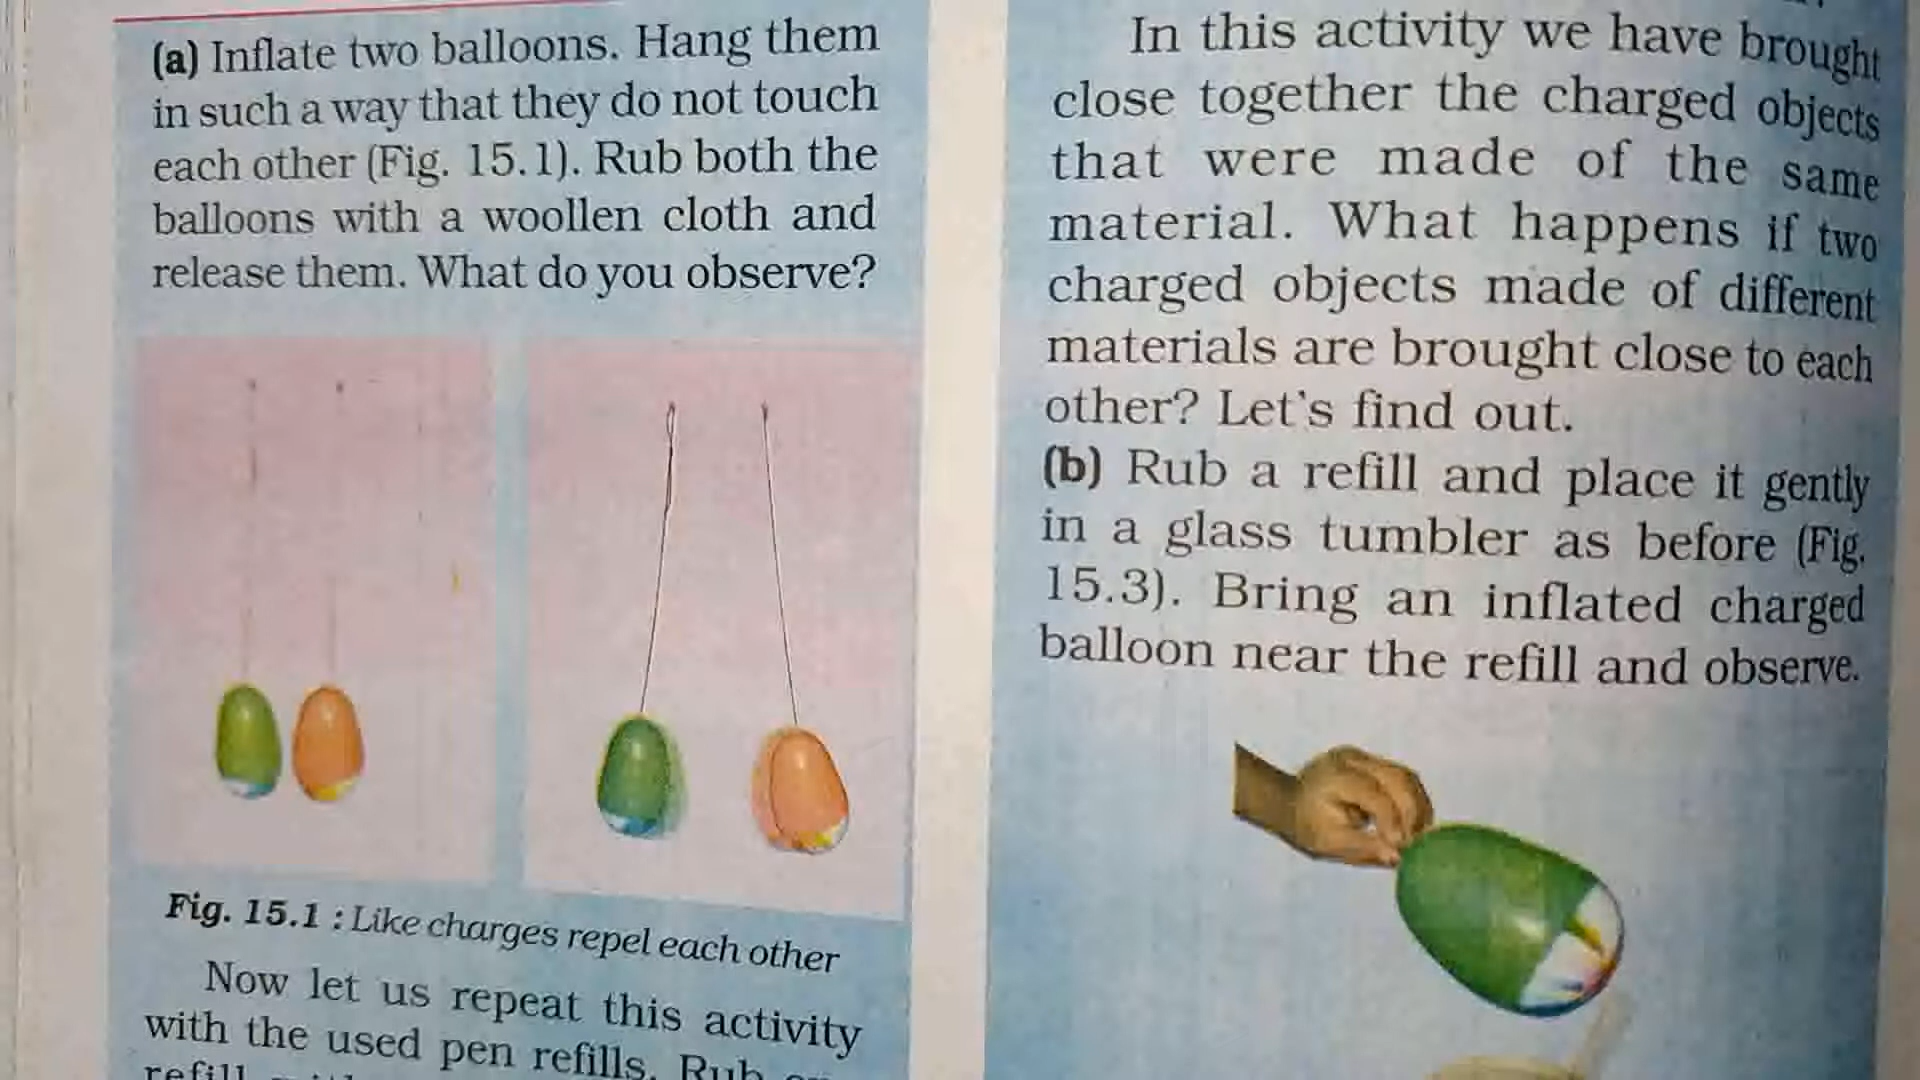 (a) Inflate two balloons. Hang them
in such a way that they do not touch
each other (Fig. 15.1). Rub both the
balloons with a woollen cloth and
release them. What do you observe?
Fig. 15.1 : Like charges repel each other
Now let us repeat this activity
with the used pen refills. Rub
refill
In this activity we have brought
close together the charged objects
that were made of the same
material. What happens if two
charged objects made of different
materials are brought close to each
other? Let's find out.
(b) Rub a refill and place it gently
in a glass tumbler as before (Fig.
15.3). Bring an inflated charged
balloon near the refill and observe.